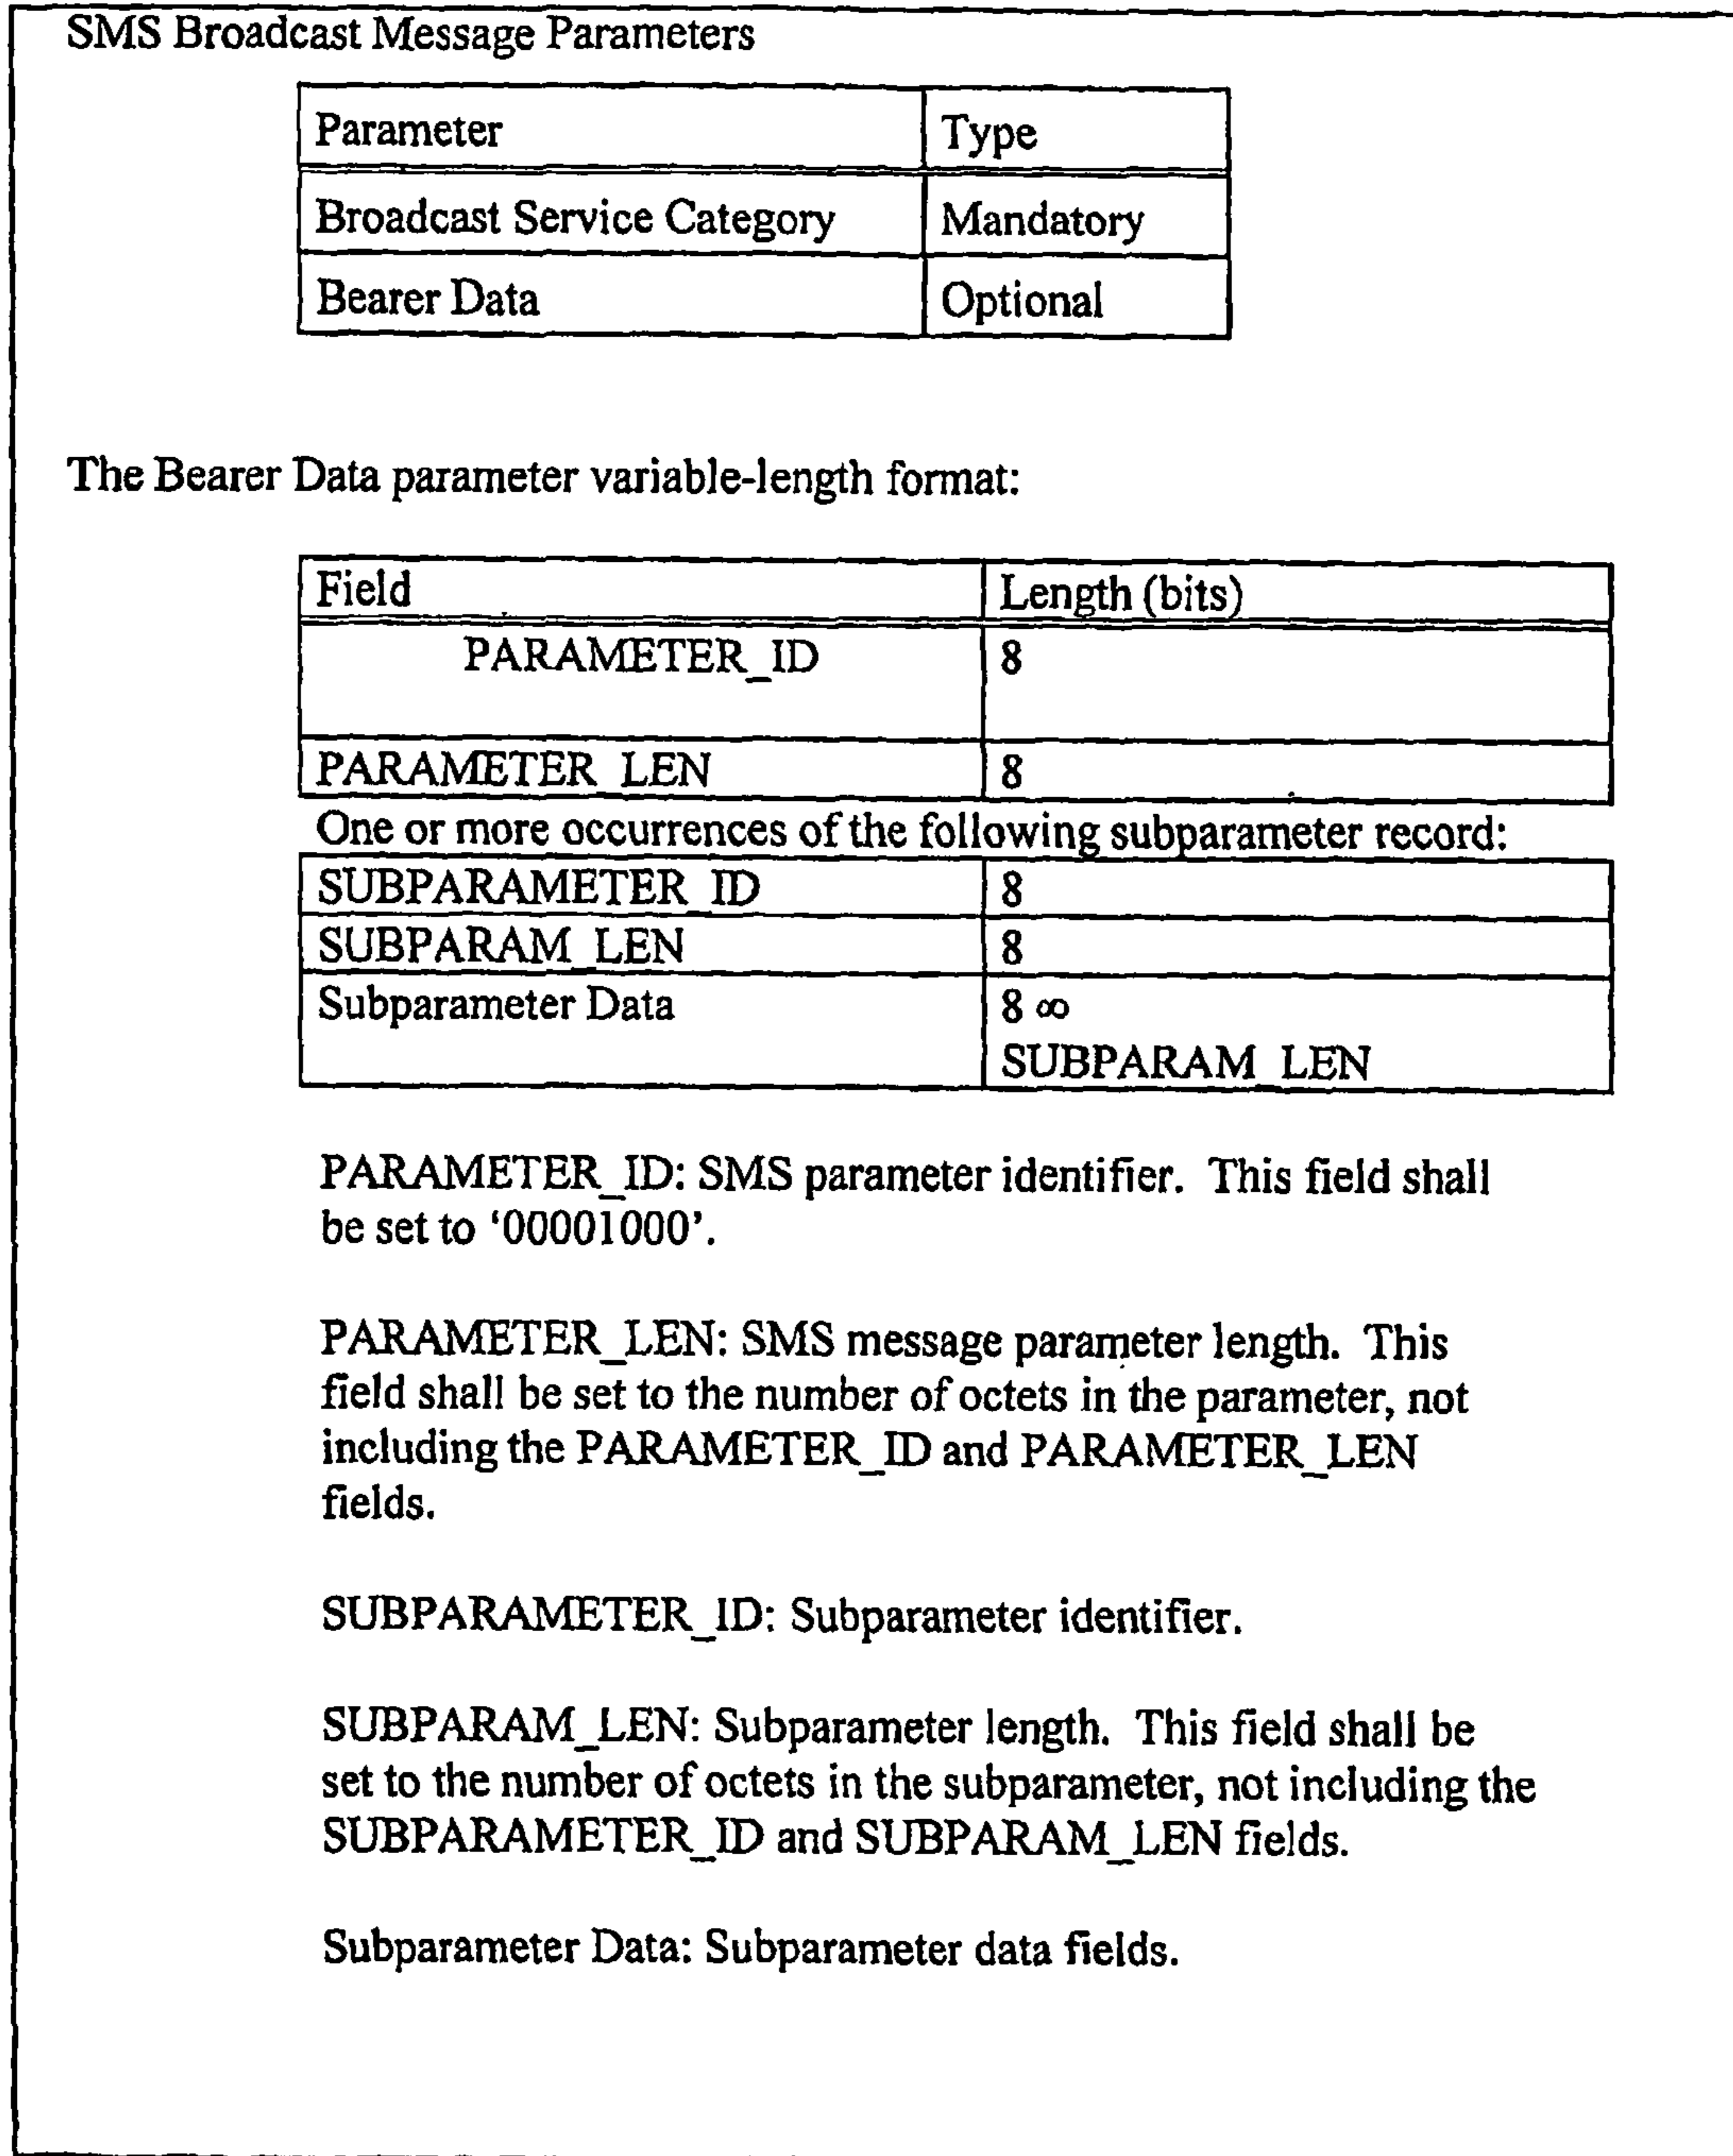 SMS Broadcast Message Parameters
Parameter Type
Broadcast Service Category Mandatory
Bearer Data Optional
The Bearer Data parameter variable-length format:
Field Length (bits)
PARAMETER_ID 8
PARAMETER_LEN 8
One or more occurrences of the following subparameter record:
SUBPARAMETER_ID 8
SUBPARAM_LEN 8
Subparameter Data 8 ∞
SUBPARAM_LEN
PARAMETER_ID: SMS parameter identifier. This field shall
be set to ‘00001000’.
PARAMETER_LEN: SMS message parameter length. This
field shall be set to the number of octets in the parameter, not
including the PARAMETER_ID and PARAMETER_LEN
fields.
SUBPARAMETER_ID: Subparameter identifier.
SUBPARAM_LEN: Subparameter length. This field shall be
set to the number of octets in the subparameter, not including the
SUBPARAMETER_ID and SUBPARAM_LEN fields.
Subparameter Data: Subparameter data fields.